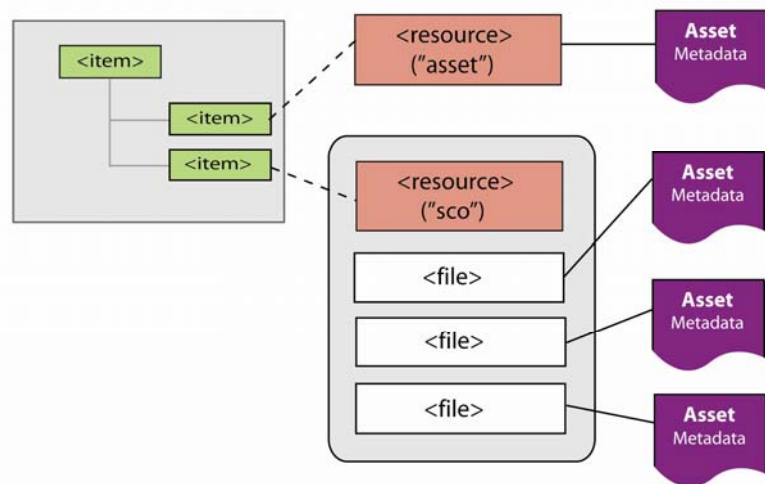 <item>
<item>
<item>
<resource>
("asset")
Asset
Metadata
<resource>
("sco")
<file>
<file>
<file>
Asset
Metadata
Asset
Metadata
Asset
Metadata